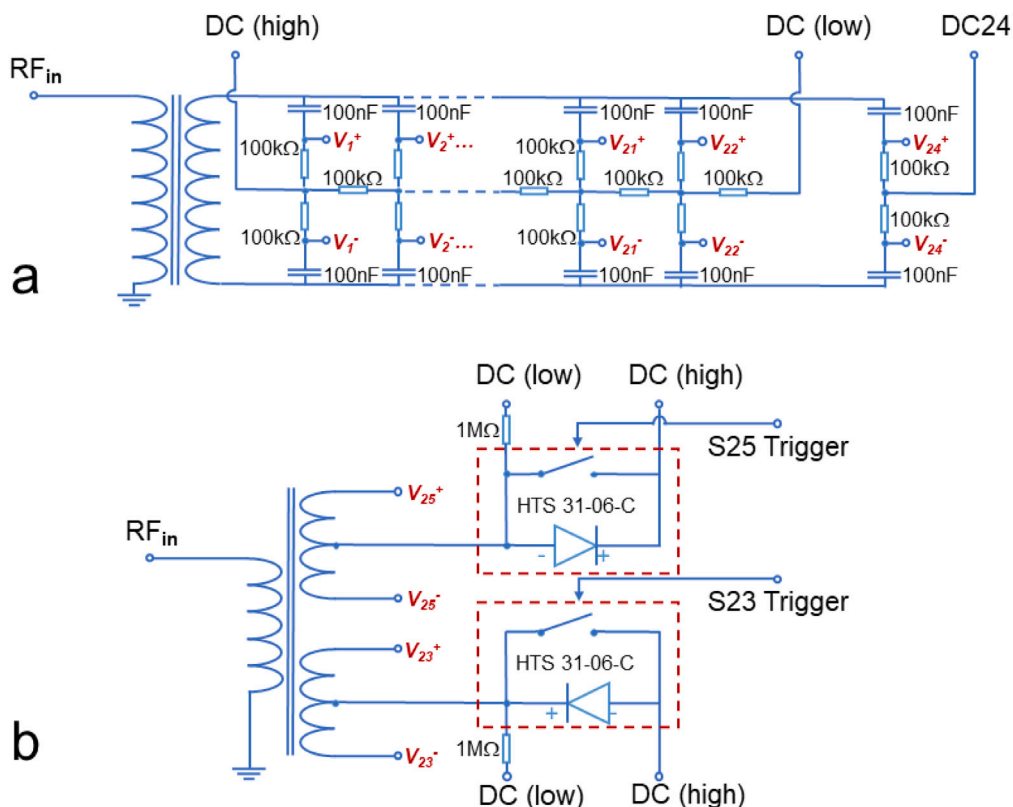 a
DC (high)
DC (low)
DC24
RFin
100nF
100nF
100nF
100nF
100nF
V1+
V2+...
V21+
V22+
V24+
100kΩ
100kΩ
100kΩ
100kΩ
100kΩ
100kΩ
100kΩ
100kΩ
100kΩ
100kΩ
V1-
V2-...
V21-
V22-
V24-
100nF
100nF
100nF
100nF
100nF
b
DC (low)
DC (high)
1MΩ
S25 Trigger
V25+
HTS 31-06-C
RFin
- +
V25-
S23 Trigger
V23+
HTS 31-06-C
+ -
1MΩ
V23-
DC (low)
DC (high)